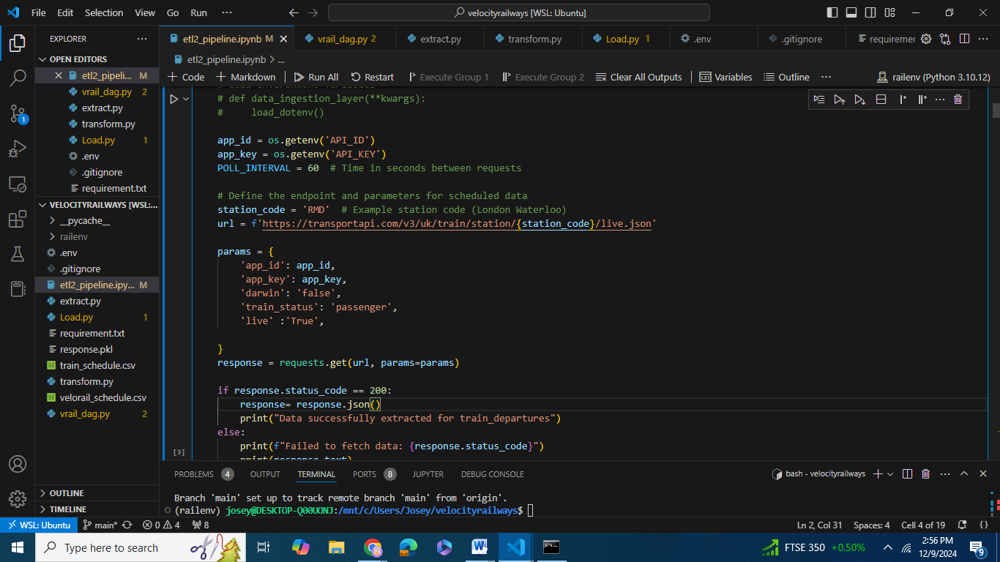 File Edit Selection View Go Run ··· velocityrailways [WSL: Ubuntu]
EXPLORER ···
OPEN EDITORS
etl2_pipeli... M
vrail_dag.py 2
extract.py
transform.py
Load.py 1
.env
.gitignore
requirement.txt
VELOCITYRAILWAYS [WSL:...
__pycache__
railenv
.env
.gitignore
etl2_pipeline.ipy... M
extract.py
Load.py 1
requirement.txt
response.pkl
train_schedule.csv
transform.py
velorail_schedule.csv
vrail_dag.py 2
OUTLINE
TIMELINE
etl2_pipeline.ipynb M vrail_dag.py 2 extract.py transform.py Load.py 1 .env .gitignore requiremen
etl2_pipeline.ipynb > ...
+ Code + Markdown Run All Restart Execute Group 1 Execute Group 2 Clear All Outputs Variables Outline ··· railenv (Python 3.10.12)
# def data_ingestion_layer(**kwargs):
#     load_dotenv()
app_id = os.getenv('API_ID')
app_key = os.getenv('API_KEY')
POLL_INTERVAL = 60  # Time in seconds between requests
# Define the endpoint and parameters for scheduled data
station_code = 'RMD'  # Example station code (London Waterloo)
url = f'https://transportapi.com/v3/uk/train/station/{station_code}/live.json'
params = {
    'app_id': app_id,
    'app_key': app_key,
    'darwin': 'false',
    'train_status': 'passenger',
    'live' :'True',
}
response = requests.get(url, params=params)
if response.status_code == 200:
    response= response.json()
    print("Data successfully extracted for train_departures")
else:
    print(f"Failed to fetch data: {response.status_code}")
    print(response.text)
[3]
PROBLEMS 4 OUTPUT TERMINAL PORTS 8 JUPYTER DEBUG CONSOLE bash - velocityrailways
Branch 'main' set up to track remote branch 'main' from 'origin'.
(railenv) josey@DESKTOP-Q00UONJ:/mnt/c/Users/Josey/velocityrailways$
WSL: Ubuntu main* 0 4 8 Ln 2, Col 31 Spaces: 4 Cell 4 of 19
Type here to search FTSE 350 +0.50% 2:56 PM
12/9/2024 9